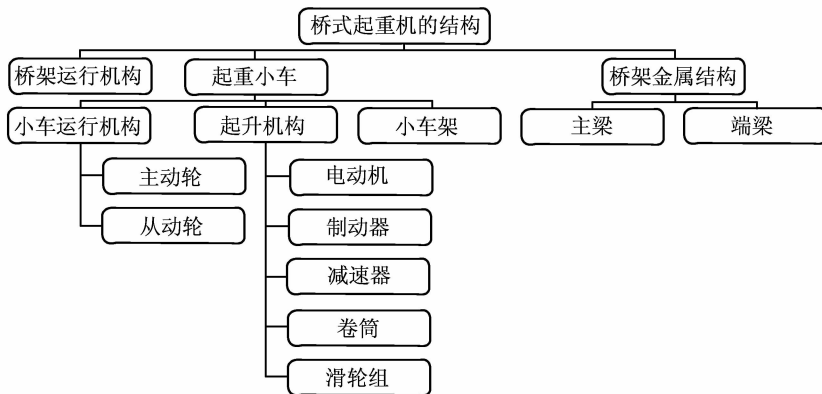 桥式起重机的结构
桥架运行机构
起重小车
桥架金属结构
小车运行机构
起升机构
小车架
主梁
端梁
主动轮
从动轮
电动机
制动器
减速器
卷筒
滑轮组